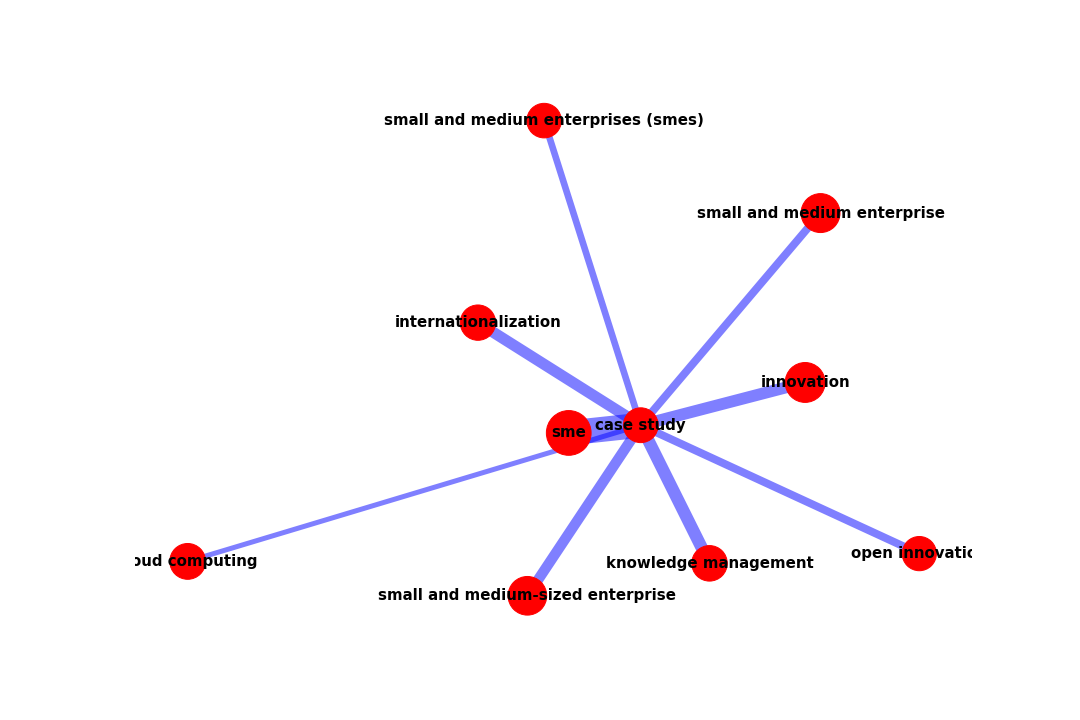 small and medium enterprises (smes)
small and medium enterprise
internationalization
innovation
case study
sme
open innovatio
oud computing
knowledge management
small and medium-sized enterprise